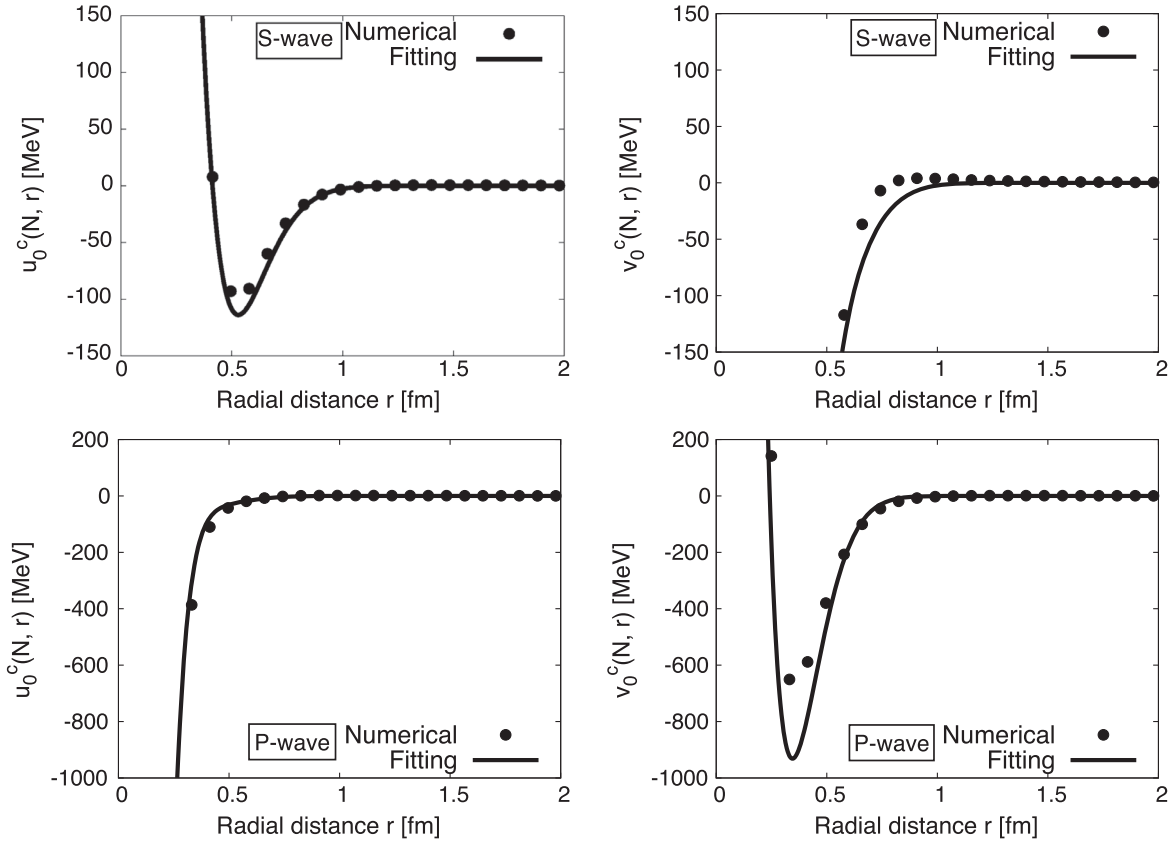 S-wave
Numerical
Fitting
150
100
50
0
-50
-100
-150
u0c(N, r) [MeV]
0 0.5 1 1.5 2
Radial distance r [fm]
S-wave
Numerical
Fitting
150
100
50
0
-50
-100
-150
v0c(N, r) [MeV]
0 0.5 1 1.5 2
Radial distance r [fm]
200
0
-200
-400
-600
-800
-1000
u0c(N, r) [MeV]
P-wave
Numerical
Fitting
0 0.5 1 1.5 2
Radial distance r [fm]
200
0
-200
-400
-600
-800
-1000
v0c(N, r) [MeV]
P-wave
Numerical
Fitting
0 0.5 1 1.5 2
Radial distance r [fm]